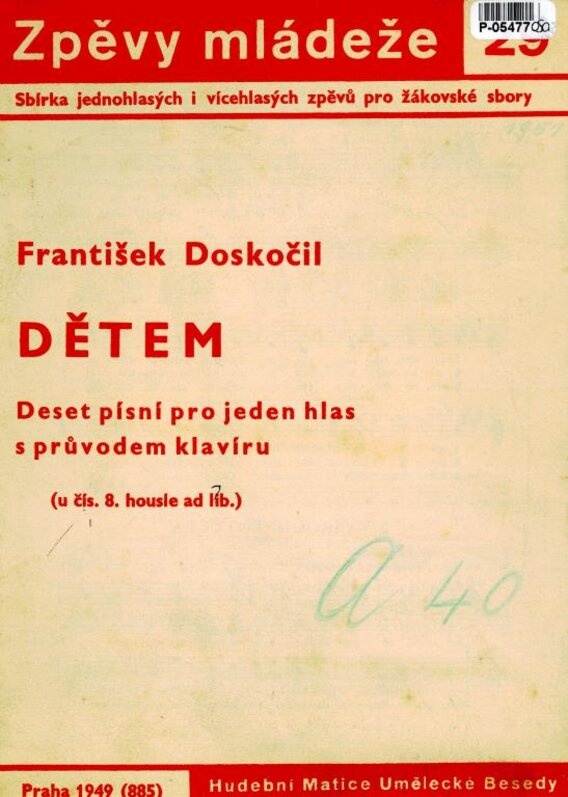 Zpěvy mládeže
P-05477
29
Sbírka jednohlasých i vícehlasých zpěvů pro žákovské sbory
1951
František Doskočil
DĚTEM
Deset písní pro jeden hlas
s průvodem klavíru
(u čís. 8. housle ad lib.)
A 40
Praha 1949 (885)
Hudební Matice Umělecké Besedy